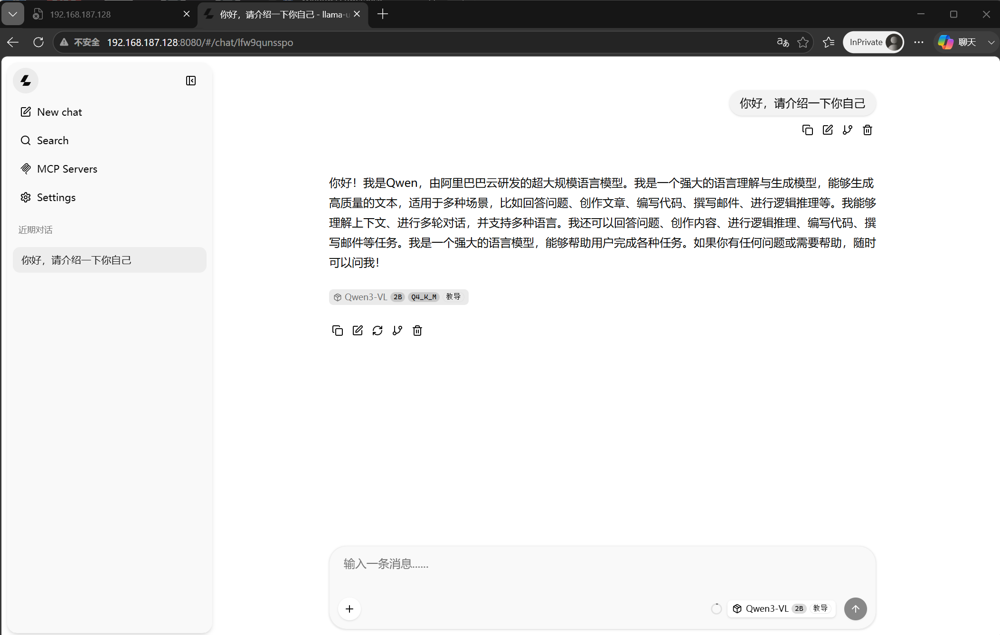 192.168.187.128
你好，请介绍一下你自己 - llama-u
不安全 192.168.187.128:8080/#/chat/lfw9qunsspo
aあ
InPrivate
聊天
New chat
Search
MCP Servers
Settings
近期对话
你好，请介绍一下你自己
你好，请介绍一下你自己
你好！我是Qwen，由阿里巴巴云研发的超大规模语言模型。我是一个强大的语言理解与生成模型，能够生成
高质量的文本，适用于多种场景，比如回答问题、创作文章、编写代码、撰写邮件、进行逻辑推理等。我能够
理解上下文、进行多轮对话，并支持多种语言。我还可以回答问题、创作内容、进行逻辑推理、编写代码、撰
写邮件等任务。我是一个强大的语言模型，能够帮助用户完成各种任务。如果你有任何问题或需要帮助，随时
可以问我！
Qwen3-VL 2B Q4_K_M 教导
输入一条消息......
Qwen3-VL 2B 教导